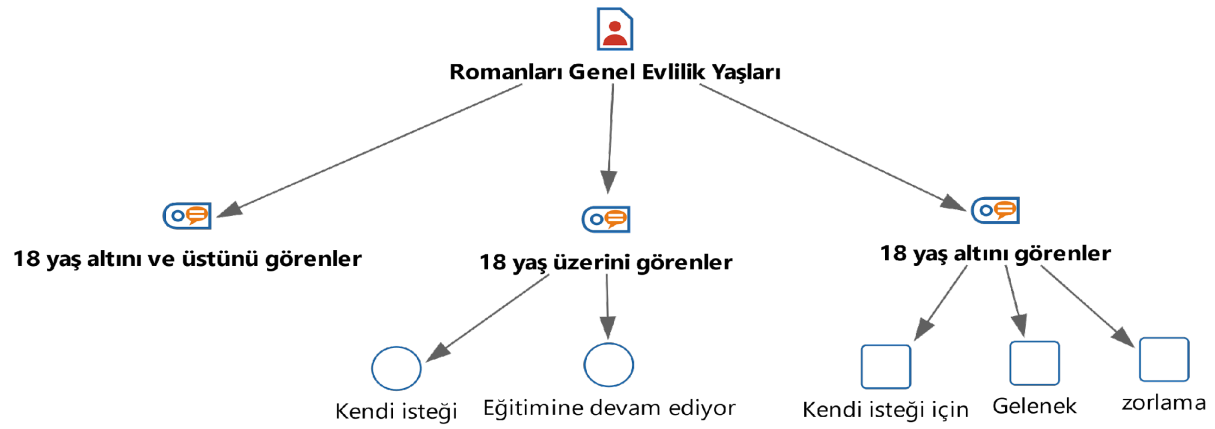 Romanları Genel Evlilik Yaşları
18 yaş altını ve üstünü görenler
18 yaş üzerini görenler
18 yaş altını görenler
Kendi isteği
Eğitimine devam ediyor
Kendi isteği için
Gelenek
zorlama